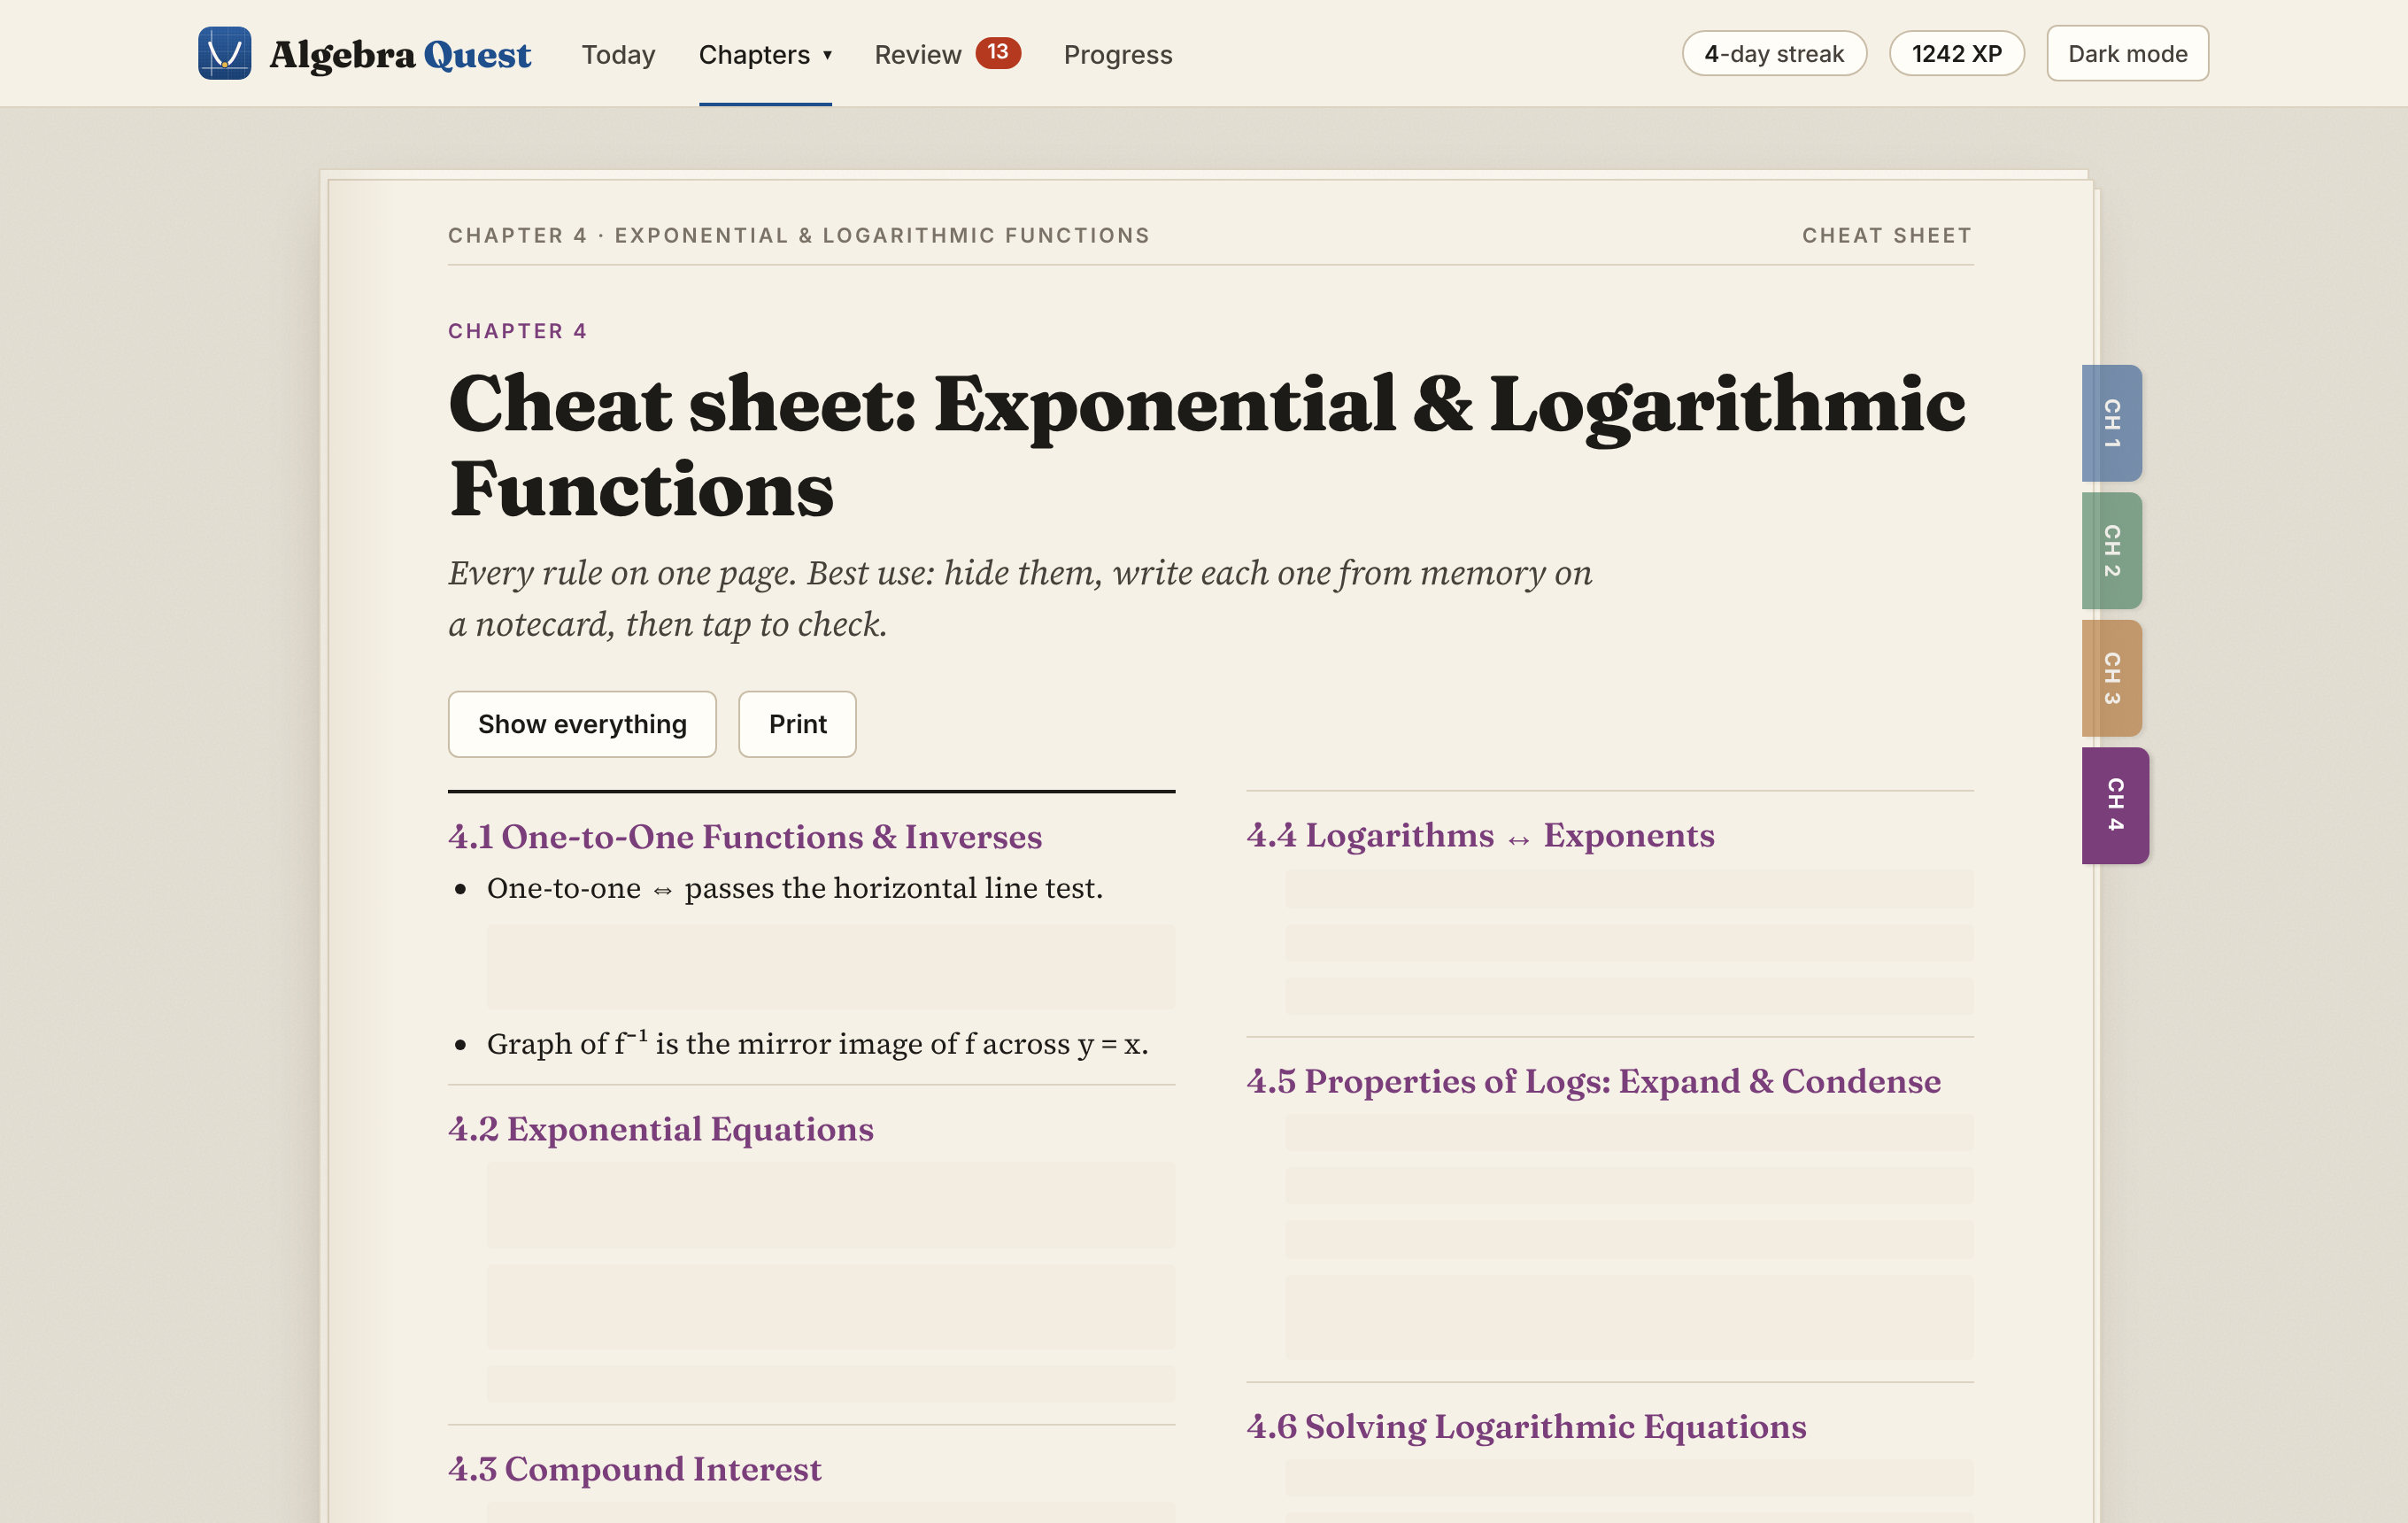 Algebra Quest
Today
Chapters ▾
Review 13
Progress
4-day streak
1242 XP
Dark mode
CHAPTER 4 · EXPONENTIAL & LOGARITHMIC FUNCTIONS
CHEAT SHEET
CHAPTER 4
Cheat sheet: Exponential & Logarithmic
Functions
Every rule on one page. Best use: hide them, write each one from memory on
a notecard, then tap to check.
Show everything
Print
4.1 One-to-One Functions & Inverses
• One-to-one ⇔ passes the horizontal line test.
• Graph of f⁻¹ is the mirror image of f across y = x.
4.2 Exponential Equations
4.3 Compound Interest
4.4 Logarithms ↔ Exponents
4.5 Properties of Logs: Expand & Condense
4.6 Solving Logarithmic Equations
CH 1
CH 2
CH 3
CH 4